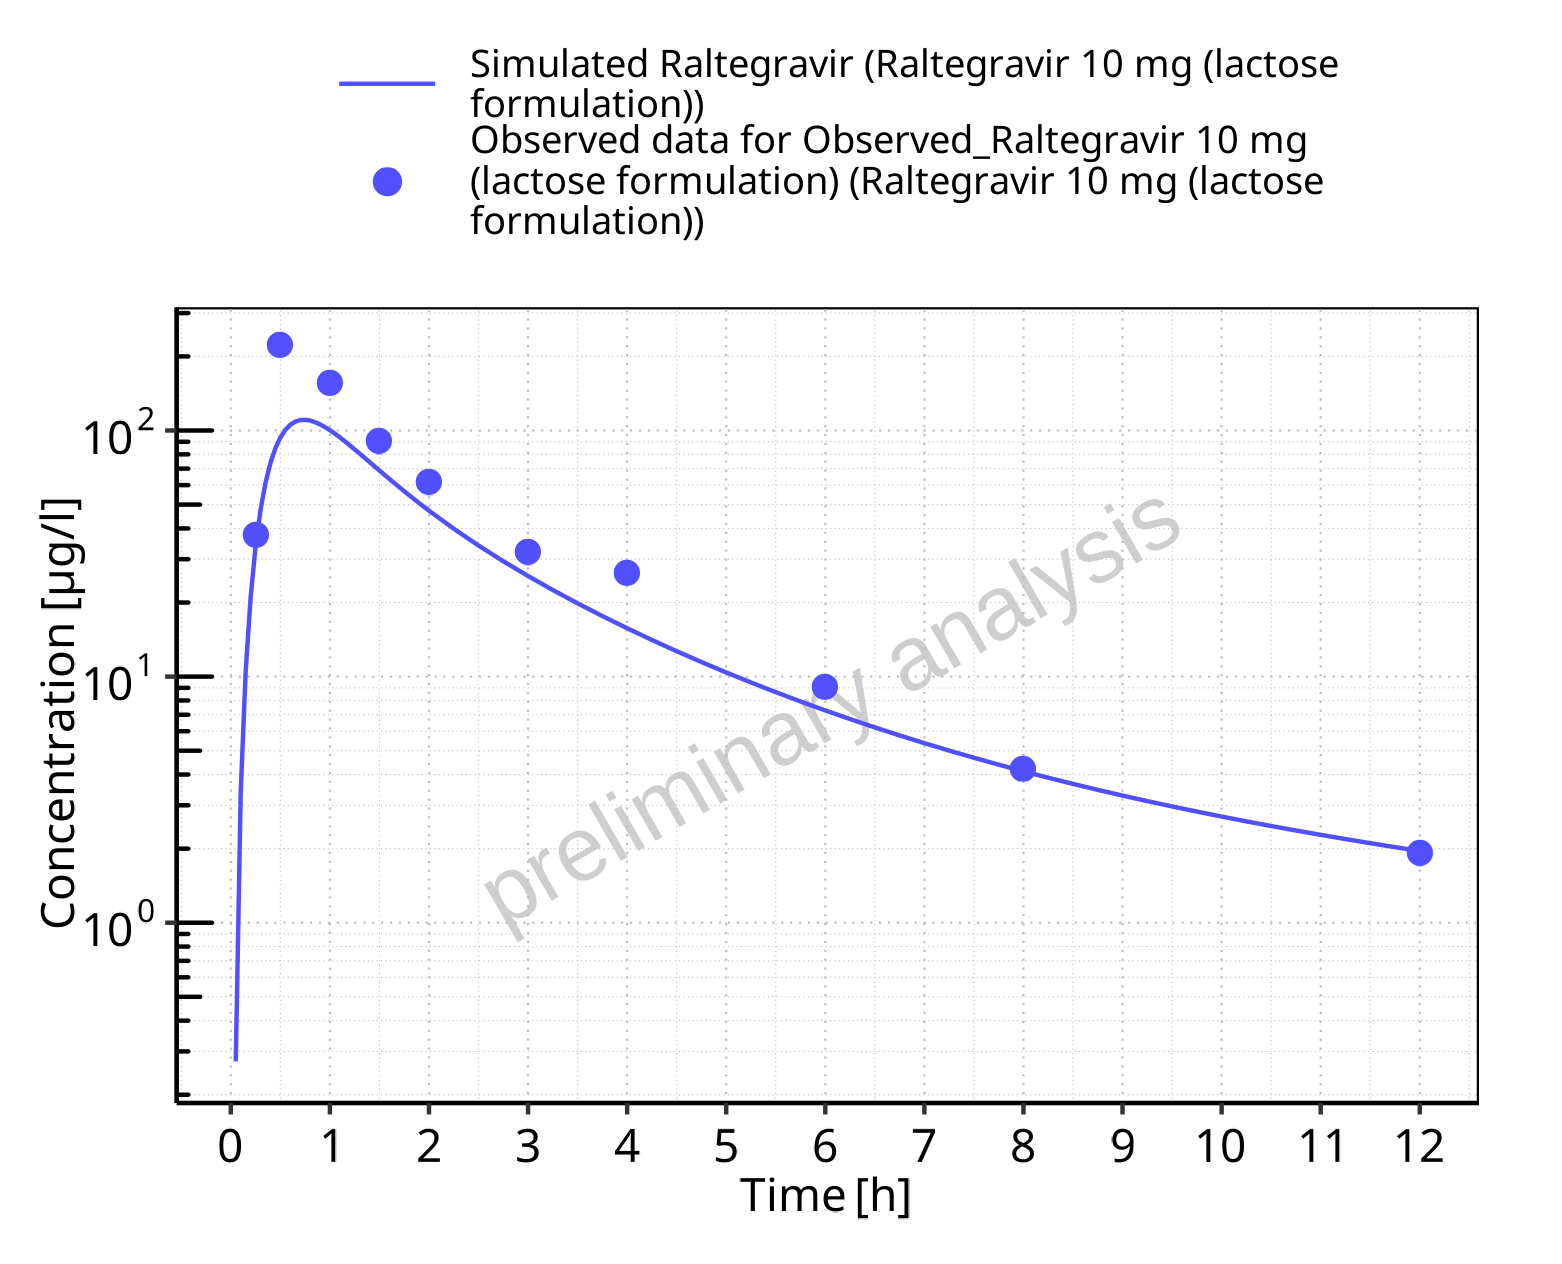 Simulated Raltegravir (Raltegravir 10 mg (lactose
formulation))
Observed data for Observed_Raltegravir 10 mg
(lactose formulation) (Raltegravir 10 mg (lactose
formulation))
10²
10¹
10⁰
Concentration [µg/l]
preliminary analysis
0 1 2 3 4 5 6 7 8 9 10 11 12
Time [h]